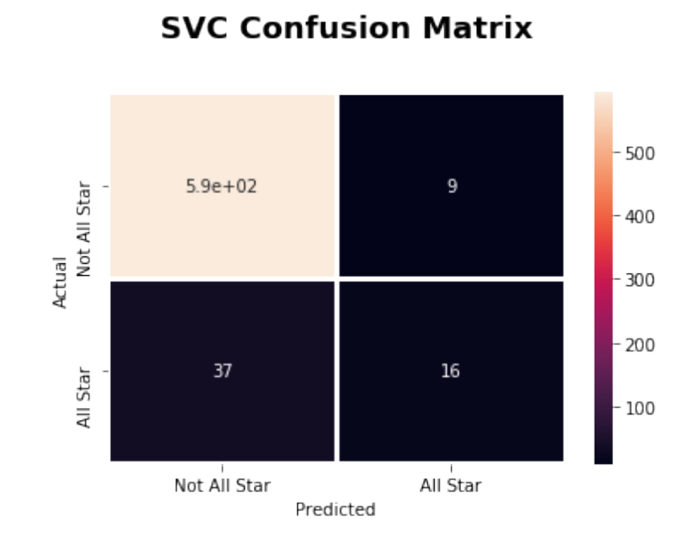 SVC Confusion Matrix
Actual
Not All Star
5.9e+02
9
All Star
37
16
Not All Star
All Star
Predicted
500
400
300
200
100